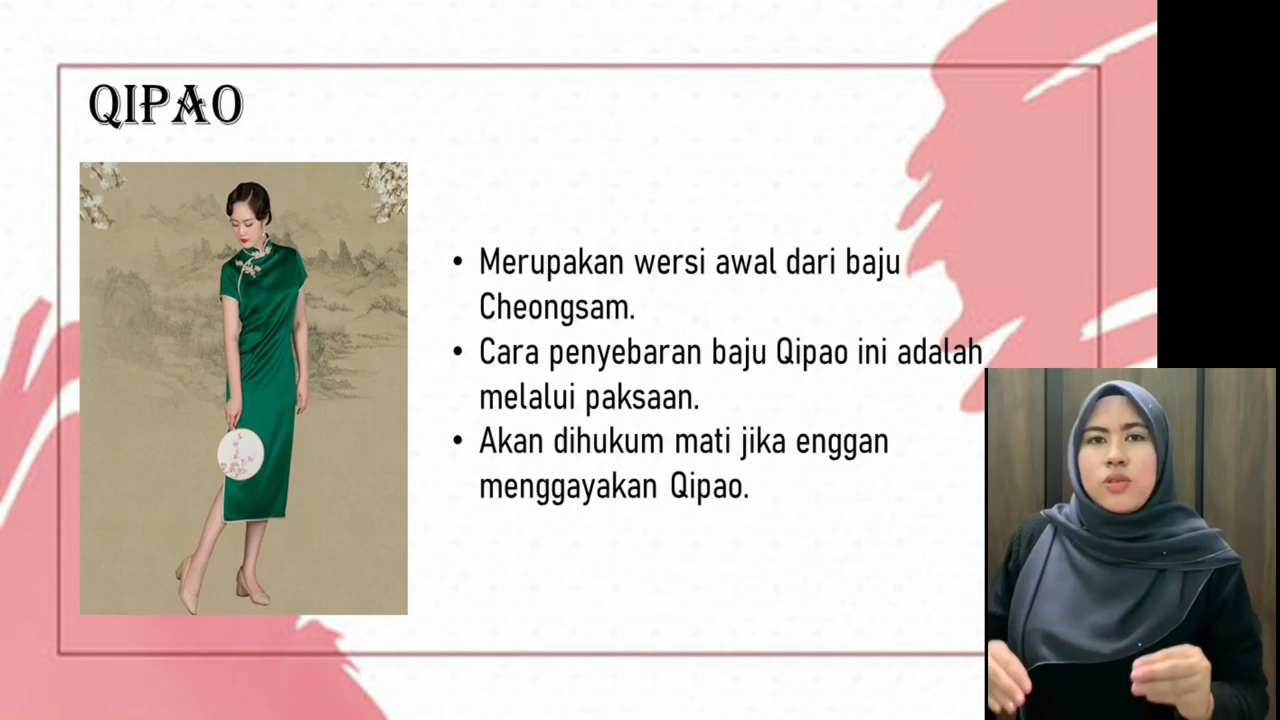 QIPAO
• Merupakan wersi awal dari baju
Cheongsam.
• Cara penyebaran baju Qipao ini adalah
melalui paksaan.
• Akan dihukum mati jika enggan
menggayakan Qipao.